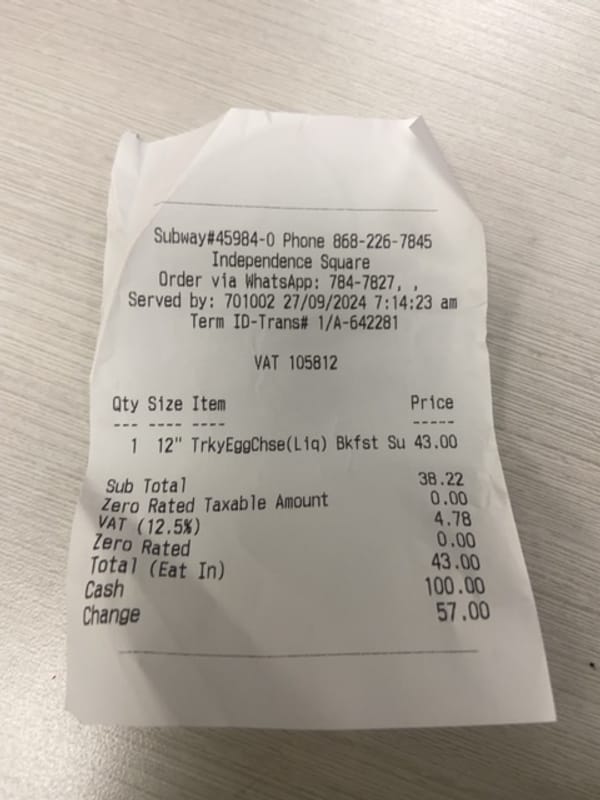 Subway#45984-0 Phone 868-226-7845
Independence Square
Order via WhatsApp: 784-7827, ,
Served by: 701002 27/09/2024 7:14:23 am
Term ID-Trans# 1/A-642281
VAT 105812
Qty Size Item Price
--- ---- ---- -----
1 12" TrkyEggChse(Liq) Bkfst Su 43.00
Sub Total 38.22
Zero Rated Taxable Amount 0.00
VAT (12.5%) 4.78
Zero Rated 0.00
Total (Eat In) 43.00
Cash 100.00
Change 57.00